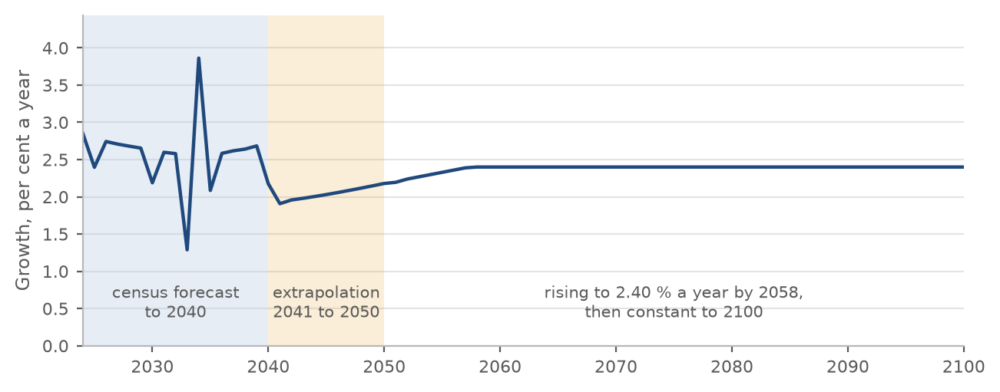 Growth, per cent a year
4.0
3.5
3.0
2.5
2.0
1.5
1.0
0.5
0.0
census forecast
to 2040
extrapolation
2041 to 2050
rising to 2.40 % a year by 2058,
then constant to 2100
2030
2040
2050
2060
2070
2080
2090
2100